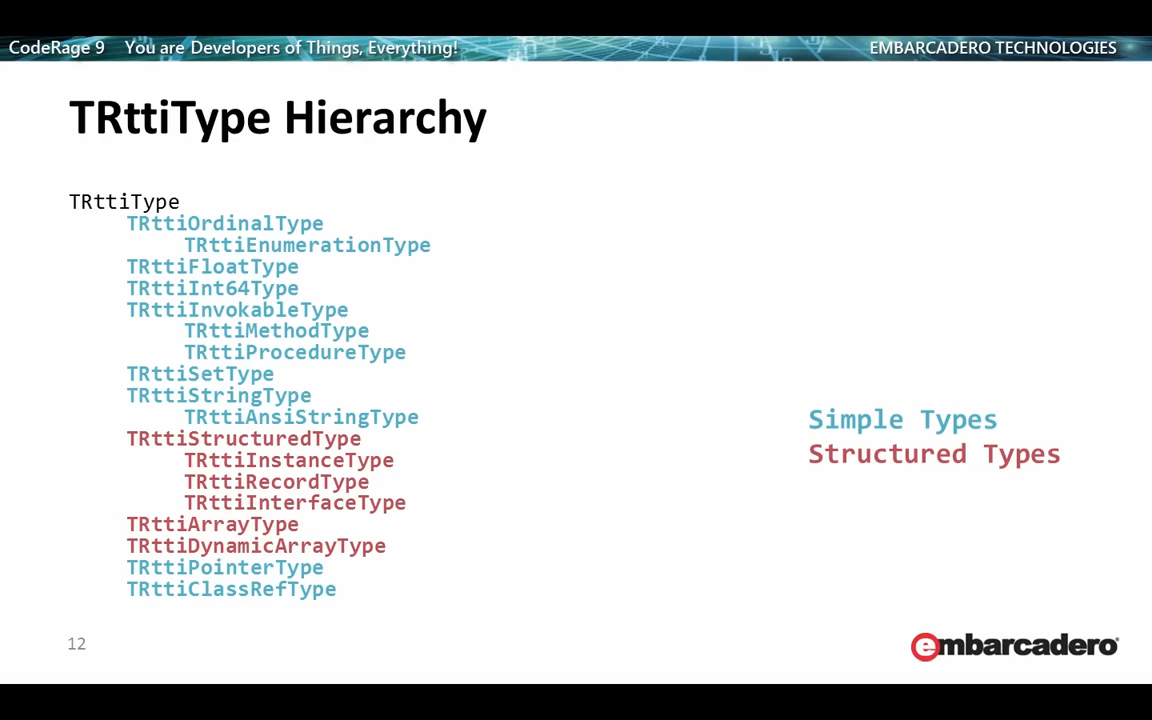 CodeRage 9 You are Developers of Things, Everything!
EMBARCADERO TECHNOLOGIES
TRttiType Hierarchy
TRttiType
TRttiOrdinalType
TRttiEnumerationType
TRttiFloatType
TRttiInt64Type
TRttiInvokableType
TRttiMethodType
TRttiProcedureType
TRttiSetType
TRttiStringType
TRttiAnsiStringType
TRttiStructuredType
TRttiInstanceType
TRttiRecordType
TRttiInterfaceType
TRttiArrayType
TRttiDynamicArrayType
TRttiPointerType
TRttiClassRefType
Simple Types
Structured Types
12
embarcadero